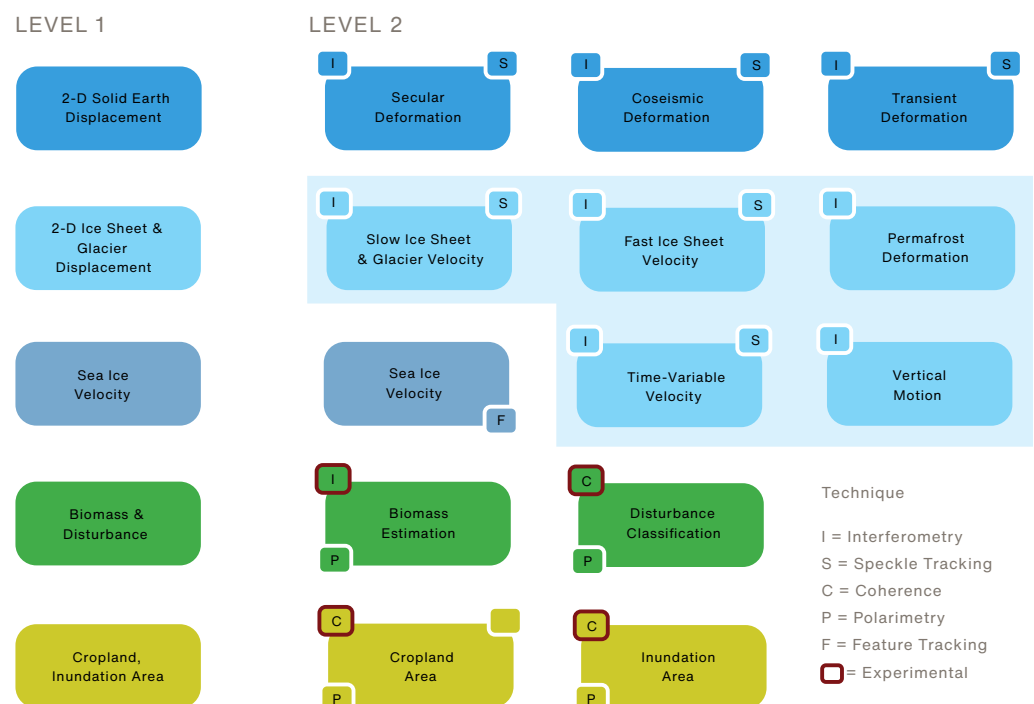 LEVEL 1
LEVEL 2
2-D Solid Earth
Displacement
I
S
Secular
Deformation
I
S
Coseismic
Deformation
I
S
Transient
Deformation
2-D Ice Sheet &
Glacier
Displacement
I
S
Slow Ice Sheet
& Glacier Velocity
I
S
Fast Ice Sheet
Velocity
I
Permafrost
Deformation
Sea Ice
Velocity
Sea Ice
Velocity
F
I
S
Time-Variable
Velocity
I
Vertical
Motion
Biomass &
Disturbance
I
Biomass
Estimation
P
C
Disturbance
Classification
P
Cropland,
Inundation Area
C
Cropland
Area
P
C
Inundation
Area
P
Technique
I = Interferometry
S = Speckle Tracking
C = Coherence
P = Polarimetry
F = Feature Tracking
= Experimental